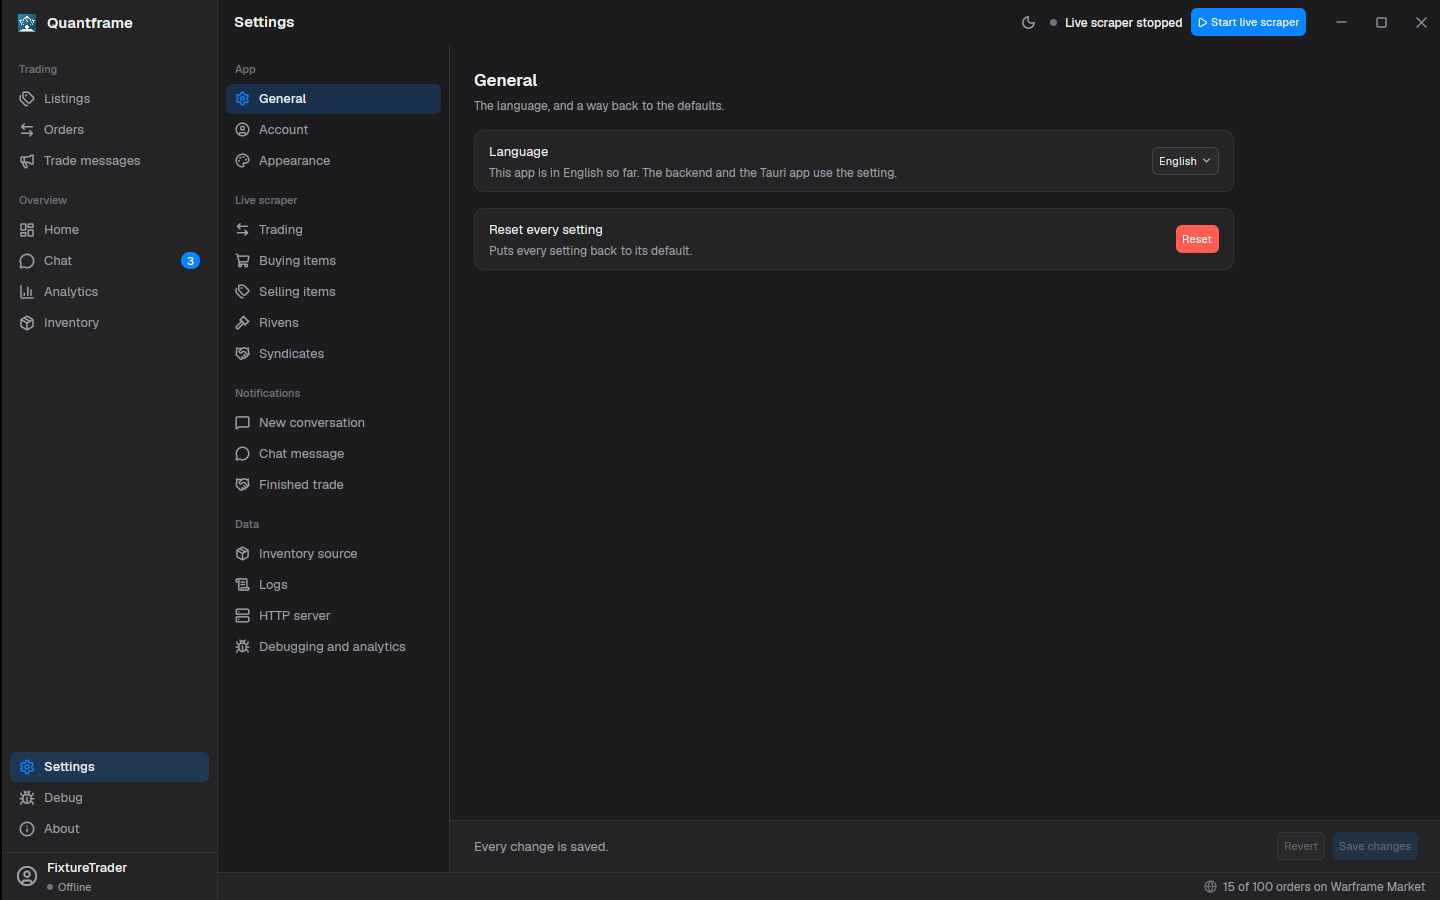 Quantframe
Settings
Live scraper stopped
Start live scraper
Trading
Listings
Orders
Trade messages
Overview
Home
Chat
3
Analytics
Inventory
Settings
Debug
About
FixtureTrader
Offline
App
General
Account
Appearance
Live scraper
Trading
Buying items
Selling items
Rivens
Syndicates
Notifications
New conversation
Chat message
Finished trade
Data
Inventory source
Logs
HTTP server
Debugging and analytics
General
The language, and a way back to the defaults.
Language
This app is in English so far. The backend and the Tauri app use the setting.
English
Reset every setting
Puts every setting back to its default.
Reset
Every change is saved.
Revert
Save changes
15 of 100 orders on Warframe Market